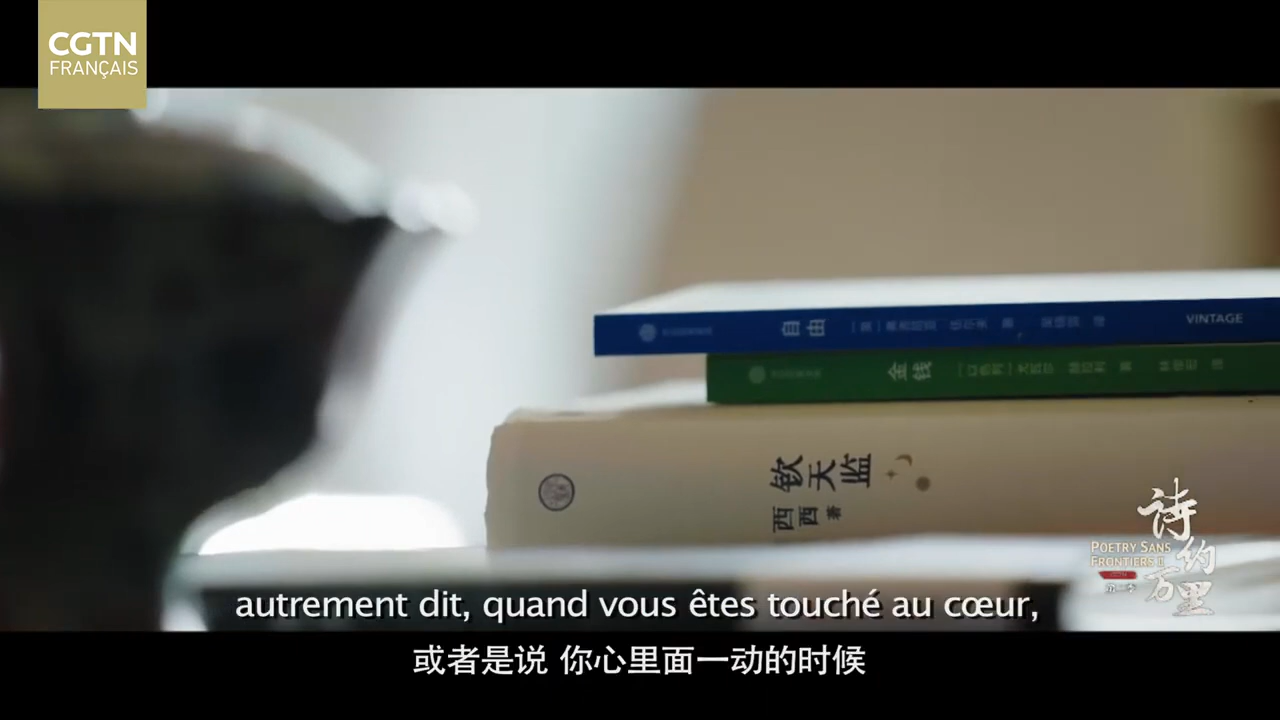 CGTN
FRANÇAIS
自由
VINTAGE
金钱
钦天监
西西 著
诗约万里
POETRY SANS
FRONTIERS II
autrement dit, quand vous êtes touché au cœur,
或者是说 你心里面一动的时候